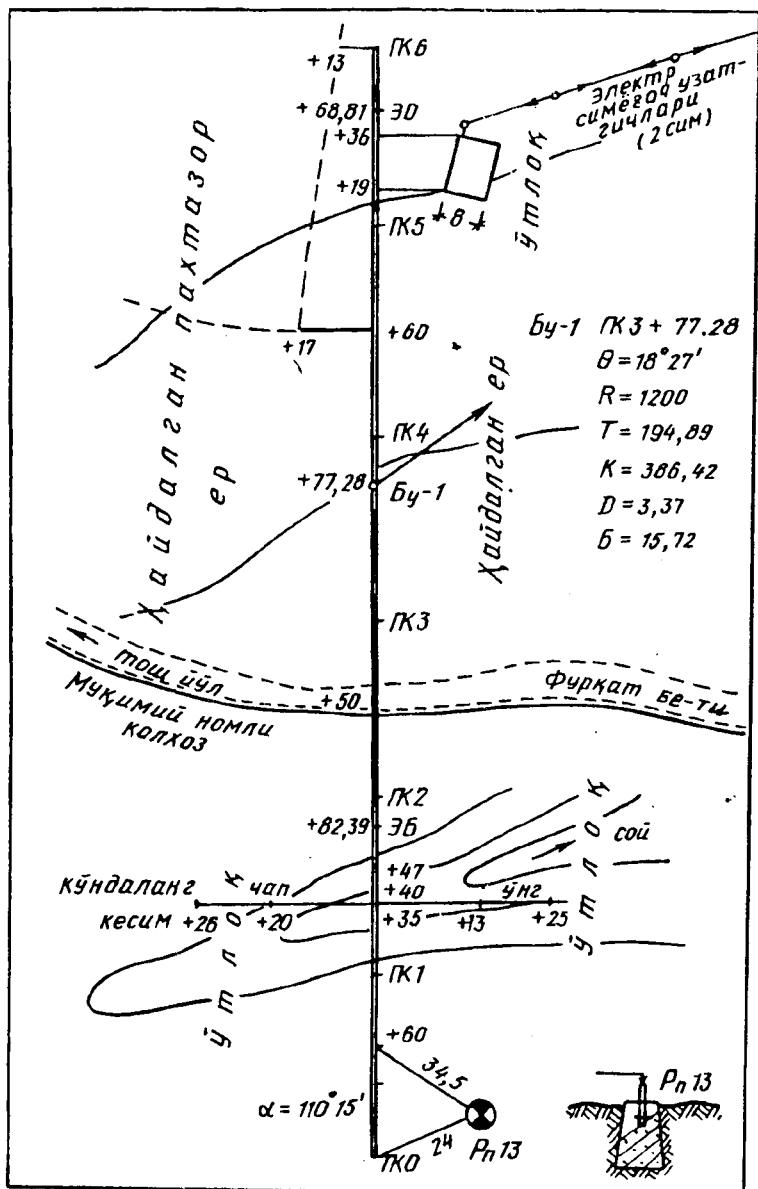 +13 ПК6
+68,81 ЭО
+36
+19
ПК5
8
Электр
симёғоч узат-
гичлари
(2 сим)
ўтлоқ
Ҳайдалган пахтазор
ер
+60
+17
Бу-1 ПК3 + 77.28
θ = 18°27'
R = 1200
T = 194,89
K = 386,42
D = 3,37
Б = 15,72
ПК4
Ҳайдалган ер
+77,28 Бу-1
ПК3
тош йўл
Муқимий номли
колхоз
+50
Фурқат бе-ти
ПК2
+82,39 ЭБ
+47
+40
сой
кўндаланг чап ўнг
кесим +26 +20 +35 +13 +25
ўтлоқ
ўтлоқ
ПК1
+60
34,5
α = 110°15'
24
Рп 13
ПК0
Рп 13